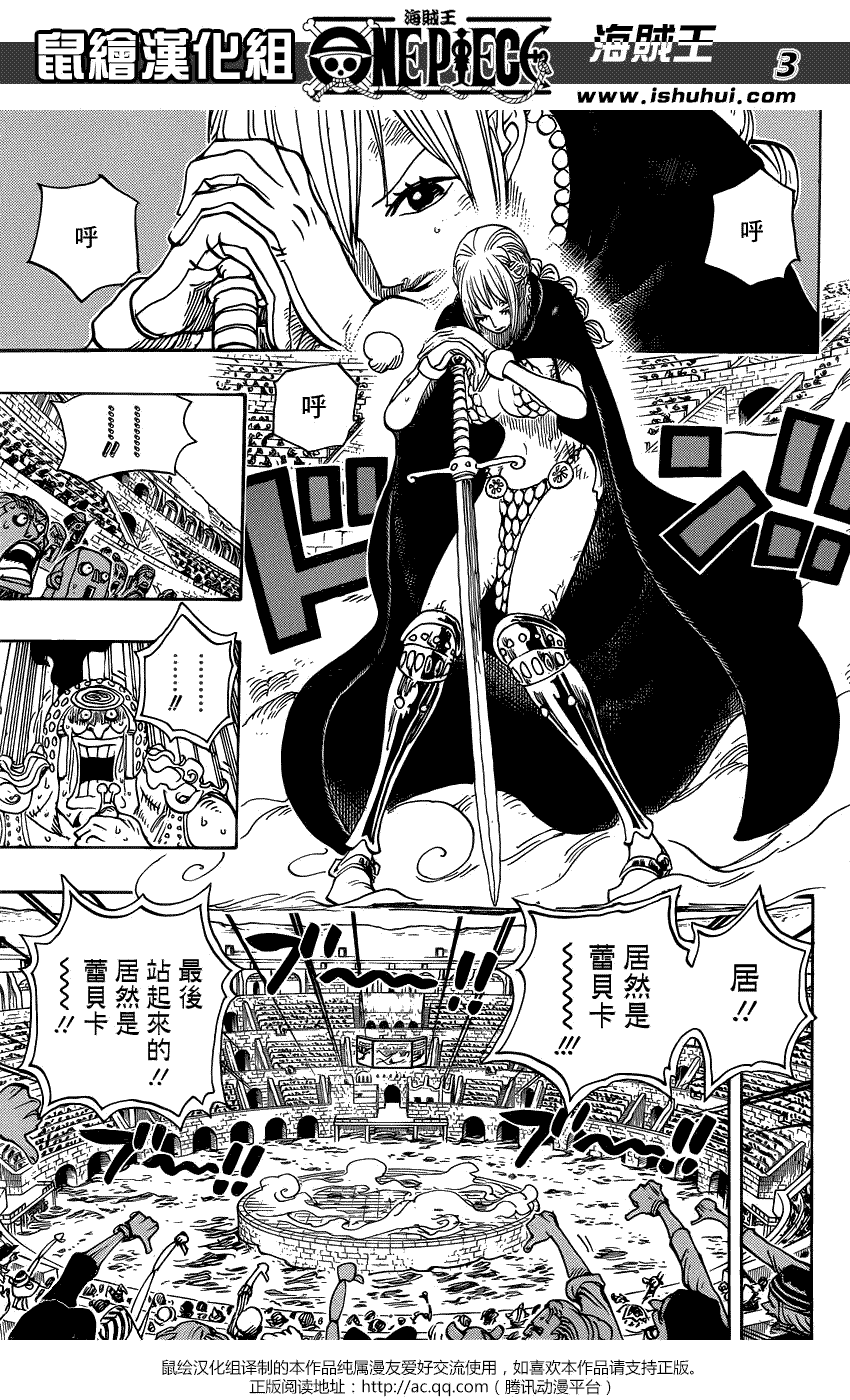 鼠繪漢化組
海賊王
ONE PIECE
海賊王
3
www.ishuhui.com
呼
呼
呼
ドドン
…………!!
…………!!
居!!
居然是
蕾貝卡
〜〜〜!!!
最後
站起來的!!
居然是
蕾貝卡
〜〜〜!!
ブ〜〜!!
ブ〜〜!!
ブ〜〜!!
鼠绘汉化组译制的本作品纯属漫友爱好交流使用，如喜欢本作品请支持正版。
正版阅读地址：http://ac.qq.com（腾讯动漫平台）